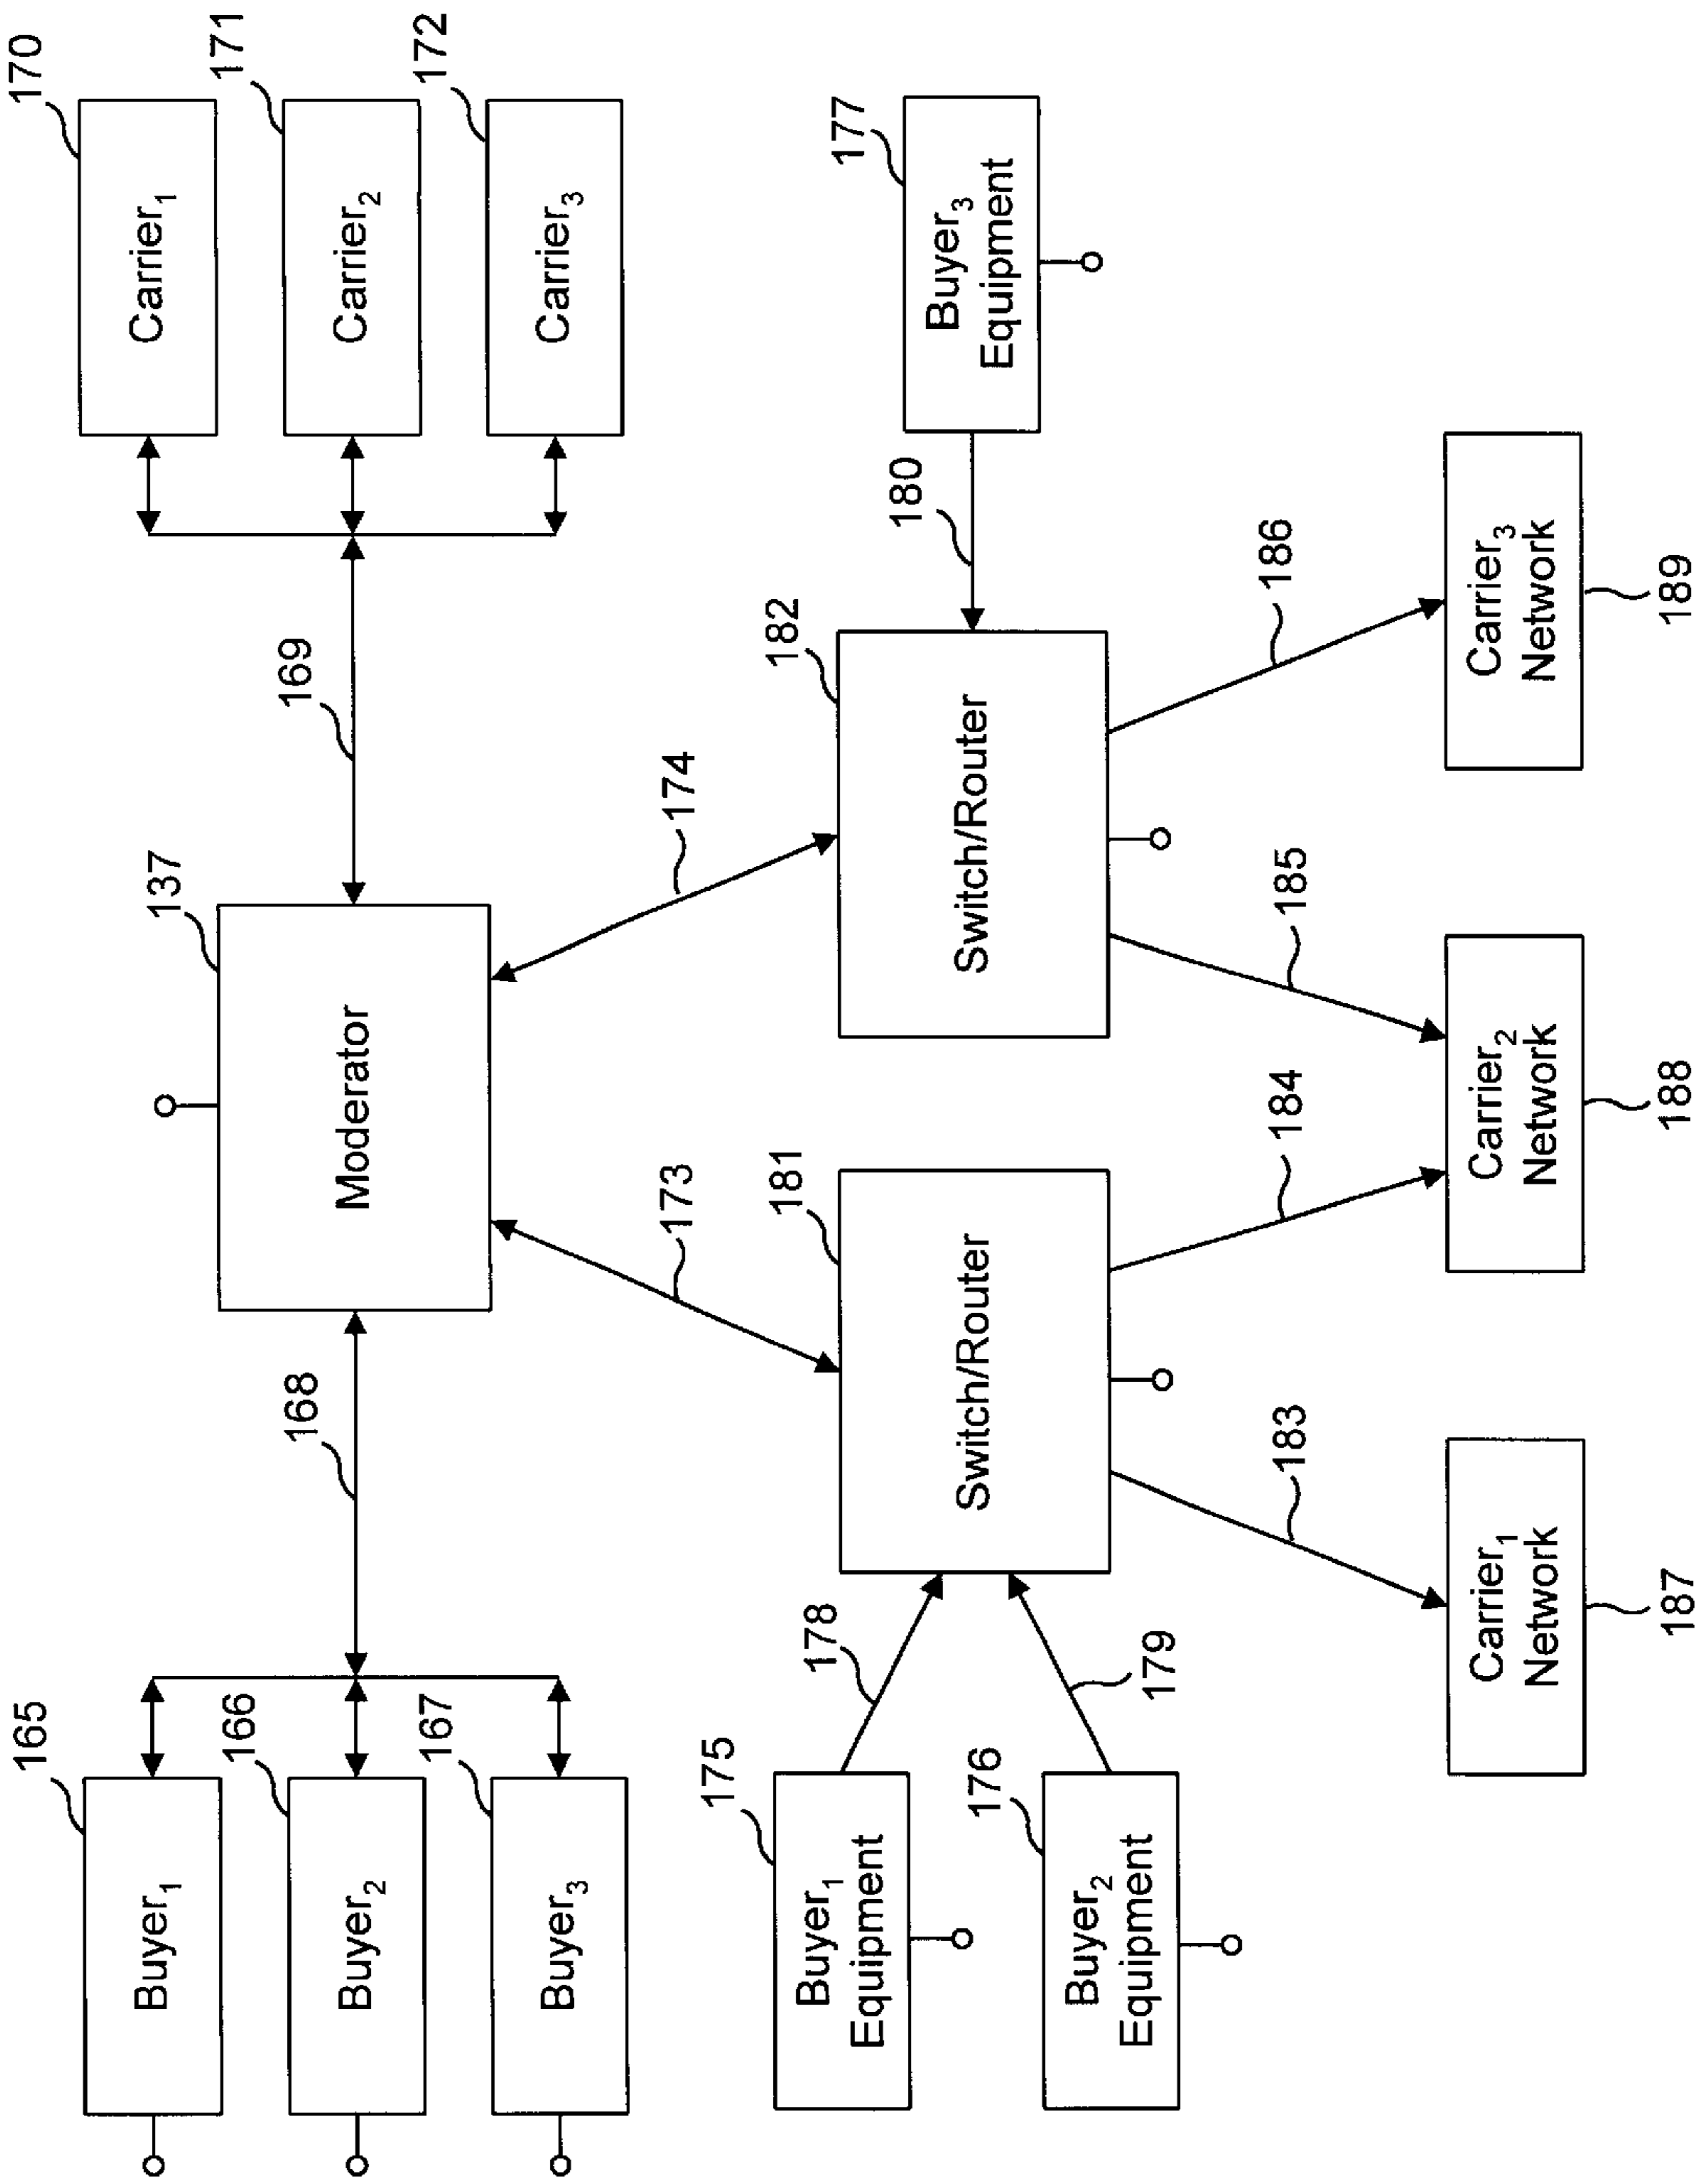 165
Buyer₁
166
Buyer₂
167
Buyer₃
168
137
Moderator
169
170
Carrier₁
171
Carrier₂
172
Carrier₃
173
174
175
Buyer₁
Equipment
176
Buyer₂
Equipment
178
179
181
Switch/Router
182
Switch/Router
180
177
Buyer₃
Equipment
183
184
185
186
Carrier₁
Network
187
Carrier₂
Network
188
Carrier₃
Network
189